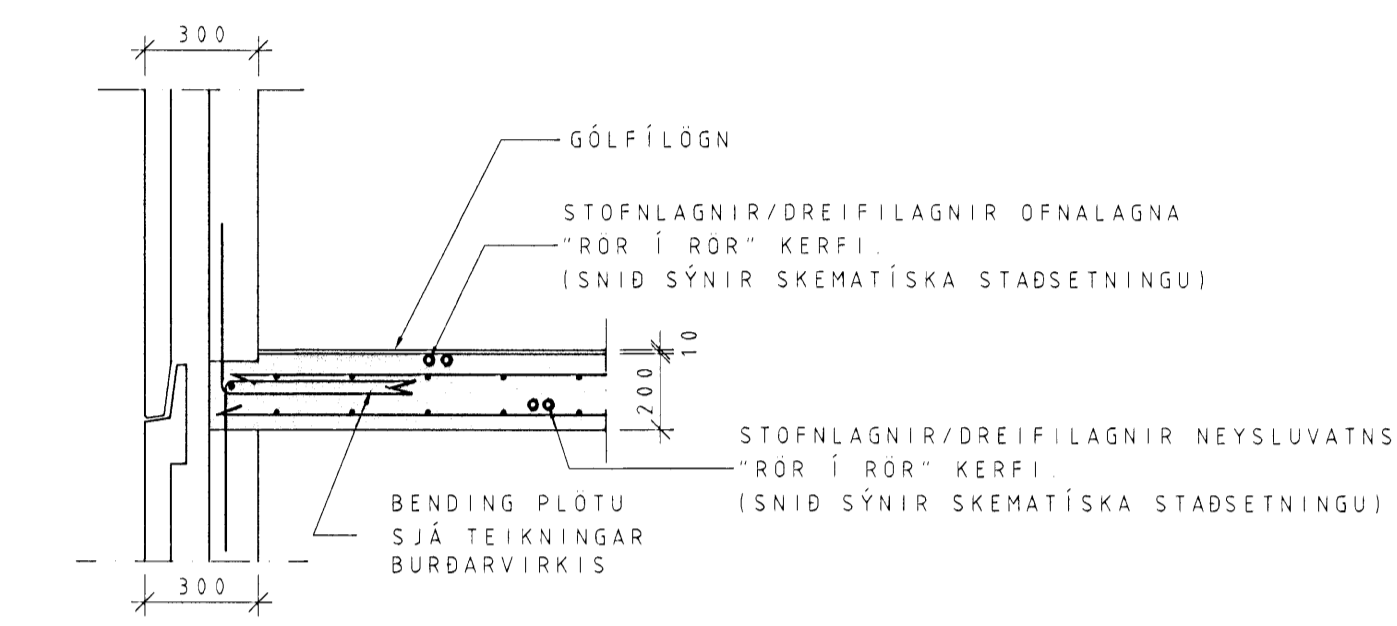 300
GÓLFÍLÖGN
STOFNLAGNIR/DREIFILAGNIR OFNALAGNA
"RÖR Í RÖR" KERFI.
(SNIÐ SÝNIR SKEMATÍSKA STAÐSETNINGU)
10
200
STOFNLAGNIR/DREIFILAGNIR NEYSLUVATNS
"RÖR Í RÖR" KERFI.
(SNIÐ SÝNIR SKEMATÍSKA STAÐSETNINGU)
BENDING PLÖTU
SJÁ TEIKNINGAR
BURÐARVIRKIS
300